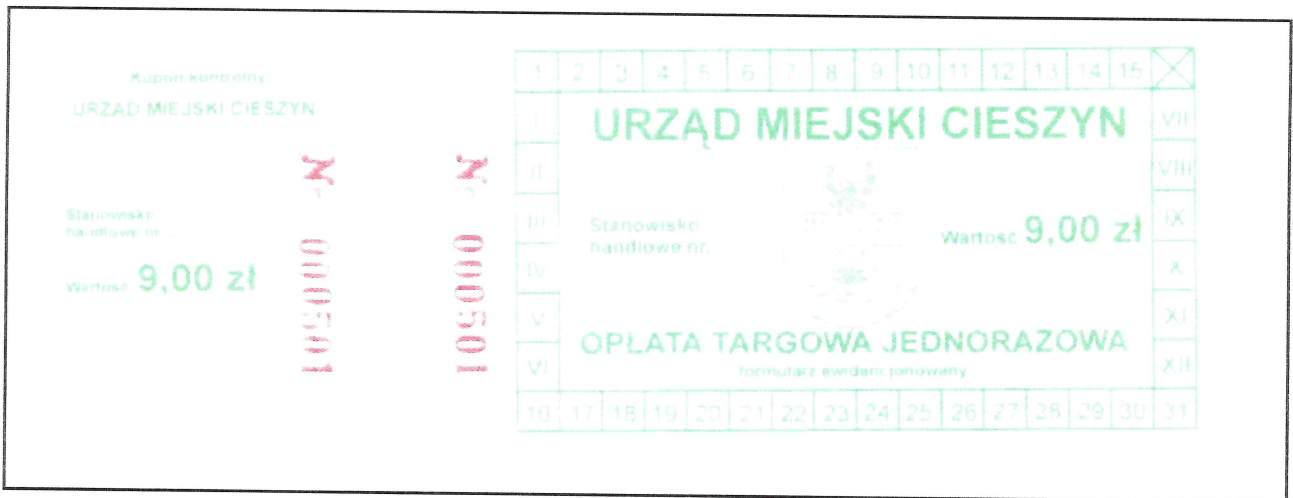 Kupon kontrolny
URZĄD MIEJSKI CIESZYN
Stanowisko
handlowe nr...
Wartość 9,00 zł
Nr 000501
Nr 000501
1 2 3 4 5 6 7 8 9 10 11 12 13 14 15
I
II
III
IV
V
VI
URZĄD MIEJSKI CIESZYN
Stanowisko
handlowe nr.
Wartość 9,00 zł
OPŁATA TARGOWA JEDNORAZOWA
formularz ewidencjonowany
VII
VIII
IX
X
XI
XII
16 17 18 19 20 21 22 23 24 25 26 27 28 29 30 31